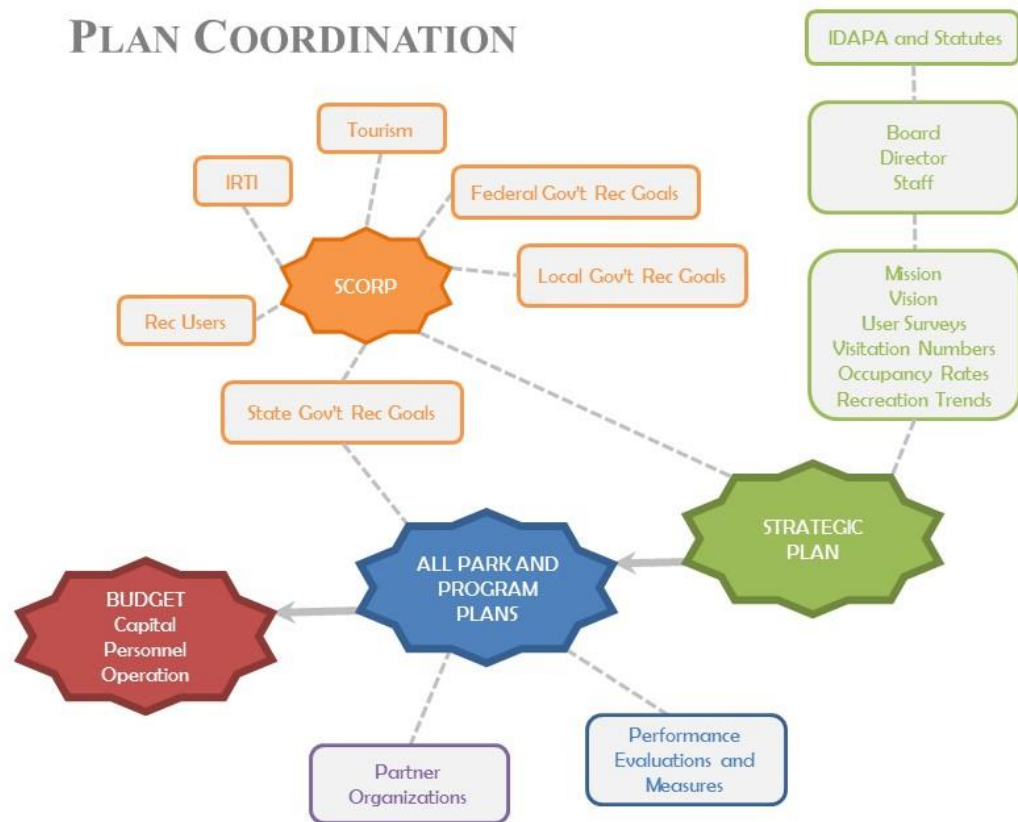 PLAN COORDINATION
IDAPA and Statutes
Board
Director
Staff
Mission
Vision
User Surveys
Visitation Numbers
Occupancy Rates
Recreation Trends
Tourism
IRTI
Federal Gov't Rec Goals
Local Gov't Rec Goals
SCORP
Rec Users
State Gov't Rec Goals
STRATEGIC
PLAN
ALL PARK AND
PROGRAM
PLANS
BUDGET
Capital
Personnel
Operation
Partner
Organizations
Performance
Evaluations and
Measures